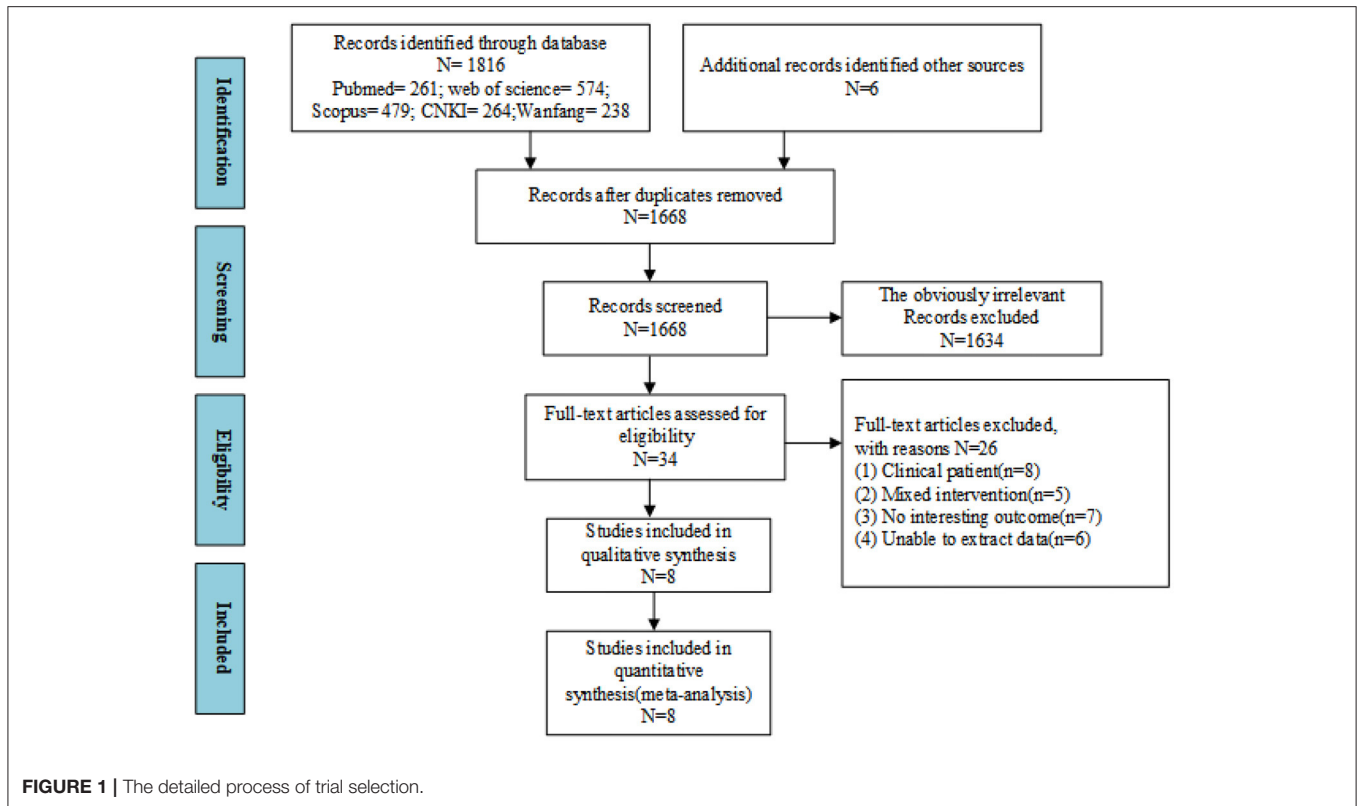 Records identified through database
N= 1816
Pubmed= 261; web of science= 574;
Scopus= 479; CNKI= 264;Wanfang= 238
Additional records identified other sources
N=6
Identification
Records after duplicates removed
N=1668
Screening
Records screened
N=1668
The obviously irrelevant
Records excluded
N=1634
Eligibility
Full-text articles assessed for
eligibility
N=34
Full-text articles excluded,
with reasons N=26
(1) Clinical patient(n=8)
(2) Mixed intervention(n=5)
(3) No interesting outcome(n=7)
(4) Unable to extract data(n=6)
Studies included in
qualitative synthesis
N=8
Included
Studies included in
quantitative
synthesis(meta-analysis)
N=8
FIGURE 1 | The detailed process of trial selection.